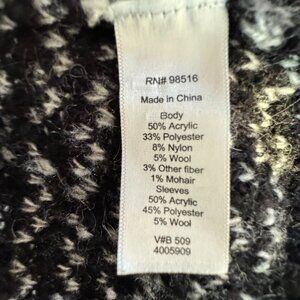 RN# 98516
Made in China
Body
50% Acrylic
33% Polyester
8% Nylon
5% Wool
3% Other fiber
1% Mohair
Sleeves
50% Acrylic
45% Polyester
5% Wool
V#B 509
4005909